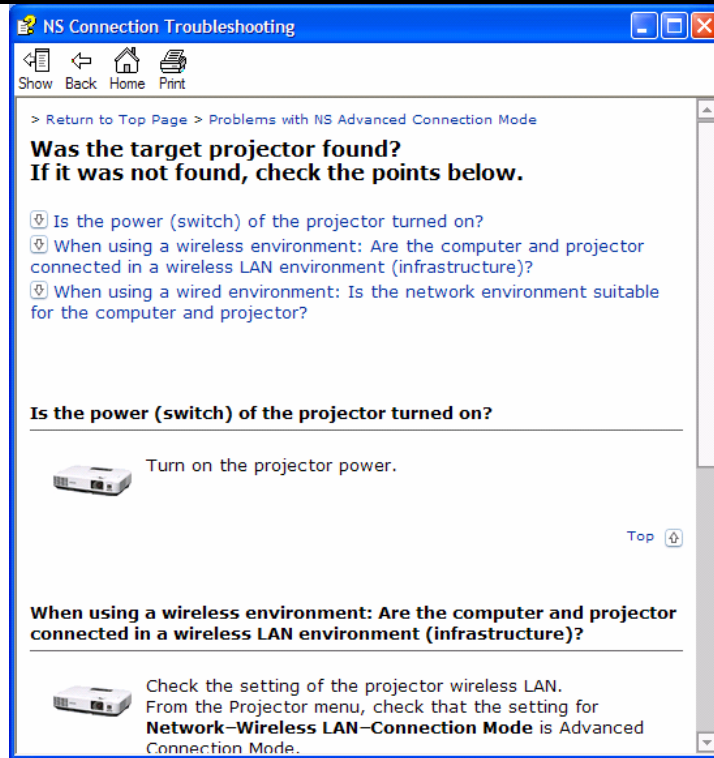 NS Connection Troubleshooting
Show Back Home Print
> Return to Top Page > Problems with NS Advanced Connection Mode
Was the target projector found?
If it was not found, check the points below.
Is the power (switch) of the projector turned on?
When using a wireless environment: Are the computer and projector
connected in a wireless LAN environment (infrastructure)?
When using a wired environment: Is the network environment suitable
for the computer and projector?
Is the power (switch) of the projector turned on?
Turn on the projector power.
Top
When using a wireless environment: Are the computer and projector
connected in a wireless LAN environment (infrastructure)?
Check the setting of the projector wireless LAN.
From the Projector menu, check that the setting for
Network–Wireless LAN–Connection Mode is Advanced
Connection Mode.